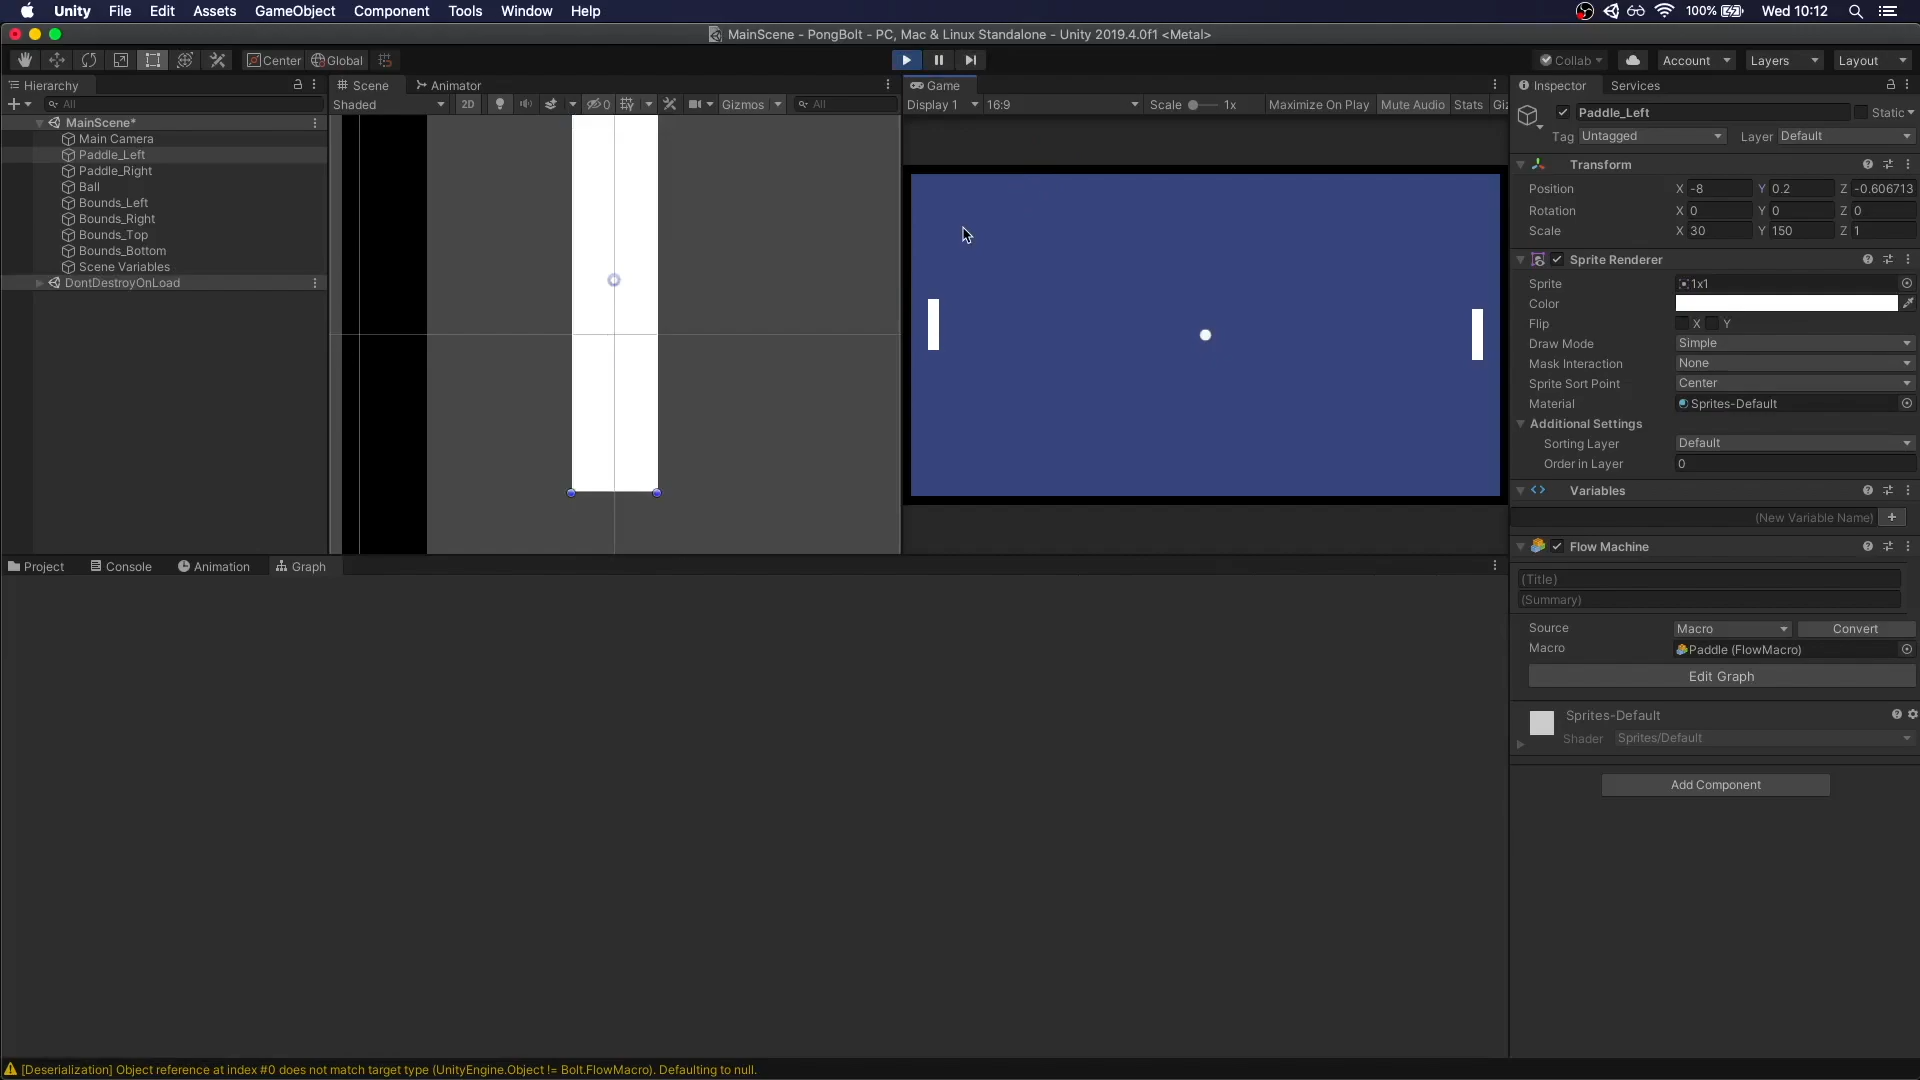 Unity File Edit Assets GameObject Component Tools Window Help 100% Wed 10:12
MainScene - PongBolt - PC, Mac & Linux Standalone - Unity 2019.4.0f1 <Metal>
Center Global Collab Account Layers Layout
Hierarchy
All
MainScene*
Main Camera
Paddle_Left
Paddle_Right
Ball
Bounds_Left
Bounds_Right
Bounds_Top
Bounds_Bottom
Scene Variables
DontDestroyOnLoad
Scene Animator
Shaded 2D 0 Gizmos All
Game
Display 1 16:9 Scale 1x Maximize On Play Mute Audio Stats Giz
Project Console Animation Graph
Inspector Services
Paddle_Left Static
Tag Untagged Layer Default
Transform
Position X -8 Y 0.2 Z -0.606713
Rotation X 0 Y 0 Z 0
Scale X 30 Y 150 Z 1
Sprite Renderer
Sprite 1x1
Color
Flip X Y
Draw Mode Simple
Mask Interaction None
Sprite Sort Point Center
Material Sprites-Default
Additional Settings
Sorting Layer Default
Order in Layer 0
Variables
(New Variable Name) +
Flow Machine
(Title)
(Summary)
Source Macro Convert
Macro Paddle (FlowMacro)
Edit Graph
Sprites-Default
Shader Sprites/Default
Add Component
[Deserialization] Object reference at index #0 does not match target type (UnityEngine.Object != Bolt.FlowMacro). Defaulting to null.